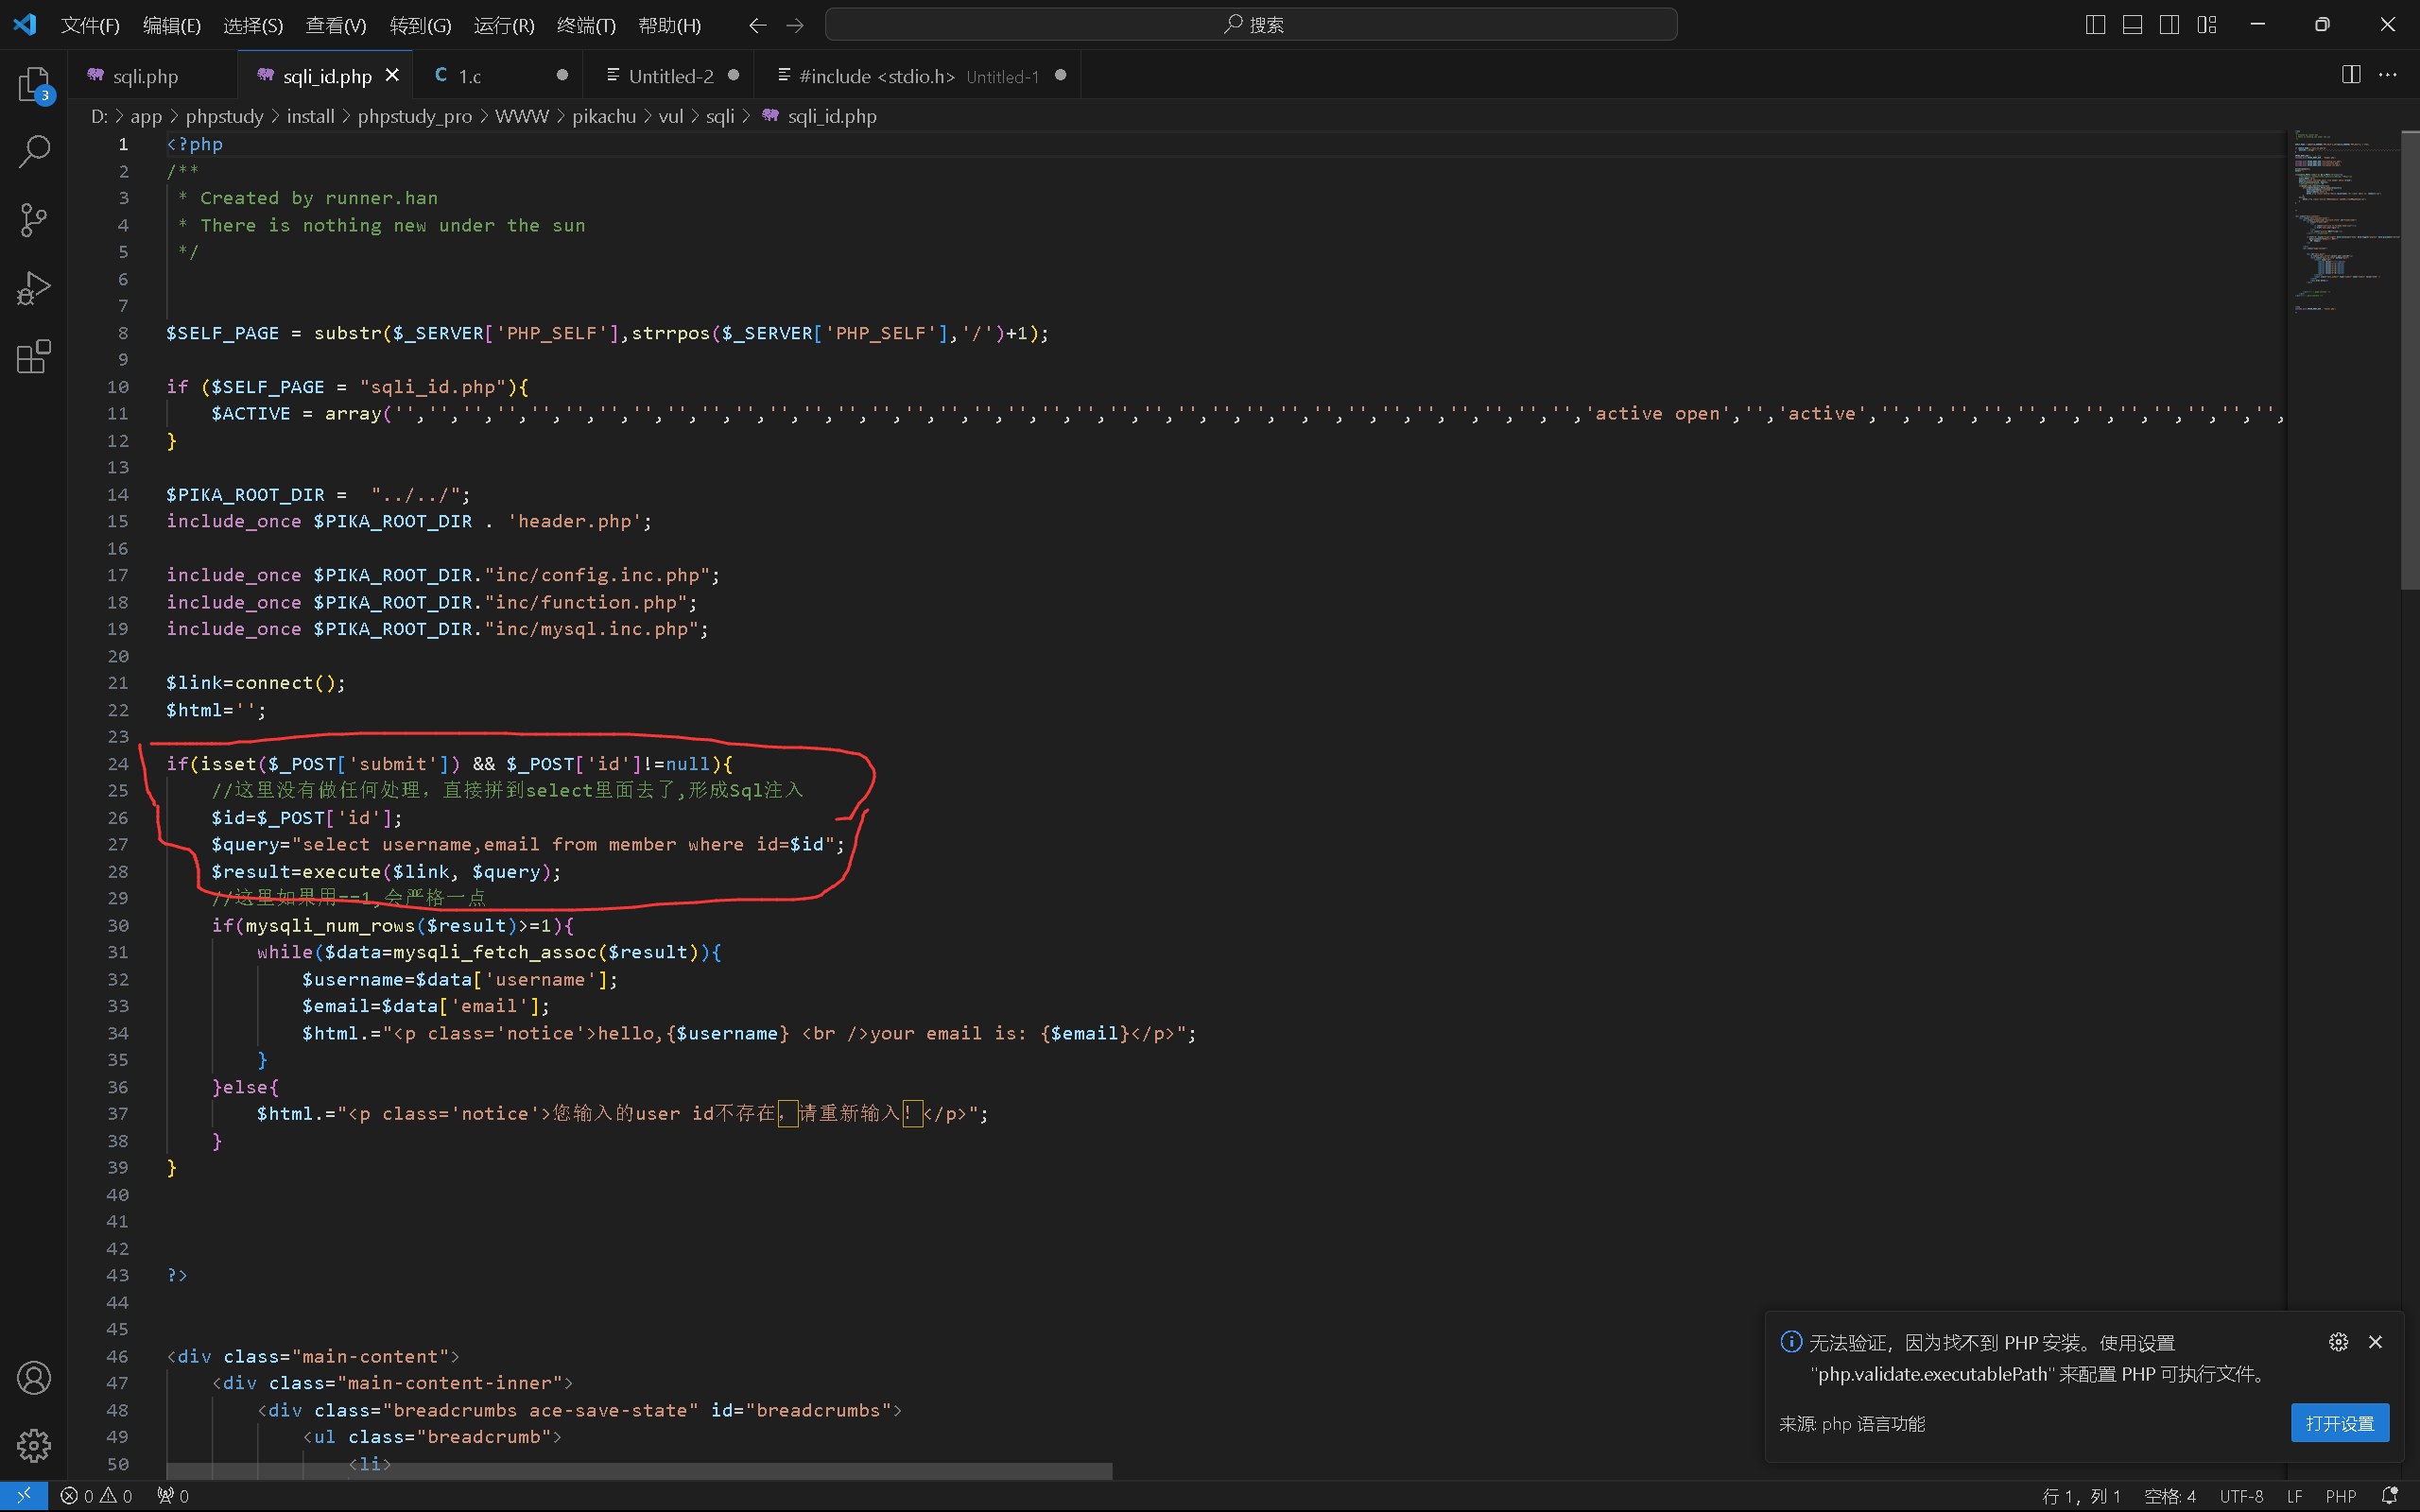 文件(F) 编辑(E) 选择(S) 查看(V) 转到(G) 运行(R) 终端(T) 帮助(H) 搜索
sqli.php sqli_id.php 1.c Untitled-2 #include <stdio.h> Untitled-1
3
D: > app > phpstudy > install > phpstudy_pro > WWW > pikachu > vul > sqli > sqli_id.php
1 <?php
2 /**
3  * Created by runner.han
4  * There is nothing new under the sun
5  */
6
7
8 $SELF_PAGE = substr($_SERVER['PHP_SELF'],strrpos($_SERVER['PHP_SELF'],'/')+1);
9
10 if ($SELF_PAGE = "sqli_id.php"){
11     $ACTIVE = array('','','','','','','','','','','','','','','','','','','','','','','','','','','','','','','','','','','','active open','','active','','','','','','','','','','','','',
12 }
13
14 $PIKA_ROOT_DIR =  "../../";
15 include_once $PIKA_ROOT_DIR . 'header.php';
16
17 include_once $PIKA_ROOT_DIR."inc/config.inc.php";
18 include_once $PIKA_ROOT_DIR."inc/function.php";
19 include_once $PIKA_ROOT_DIR."inc/mysql.inc.php";
20
21 $link=connect();
22 $html='';
23
24 if(isset($_POST['submit']) && $_POST['id']!=null){
25     //这里没有做任何处理，直接拼到select里面去了,形成Sql注入
26     $id=$_POST['id'];
27     $query="select username,email from member where id=$id";
28     $result=execute($link, $query);
29     //这里如果用==1,会严格一点
30     if(mysqli_num_rows($result)>=1){
31         while($data=mysqli_fetch_assoc($result)){
32             $username=$data['username'];
33             $email=$data['email'];
34             $html.="<p class='notice'>hello,{$username} <br />your email is: {$email}</p>";
35         }
36     }else{
37         $html.="<p class='notice'>您输入的user id不存在，请重新输入！</p>";
38     }
39 }
40
41
42
43 ?>
44
45
46 <div class="main-content">
47     <div class="main-content-inner">
48         <div class="breadcrumbs ace-save-state" id="breadcrumbs">
49             <ul class="breadcrumb">
50                 <li>
无法验证，因为找不到 PHP 安装。使用设置
"php.validate.executablePath" 来配置 PHP 可执行文件。
来源: php 语言功能 打开设置
0 0 0 行 1，列 1 空格: 4 UTF-8 LF PHP